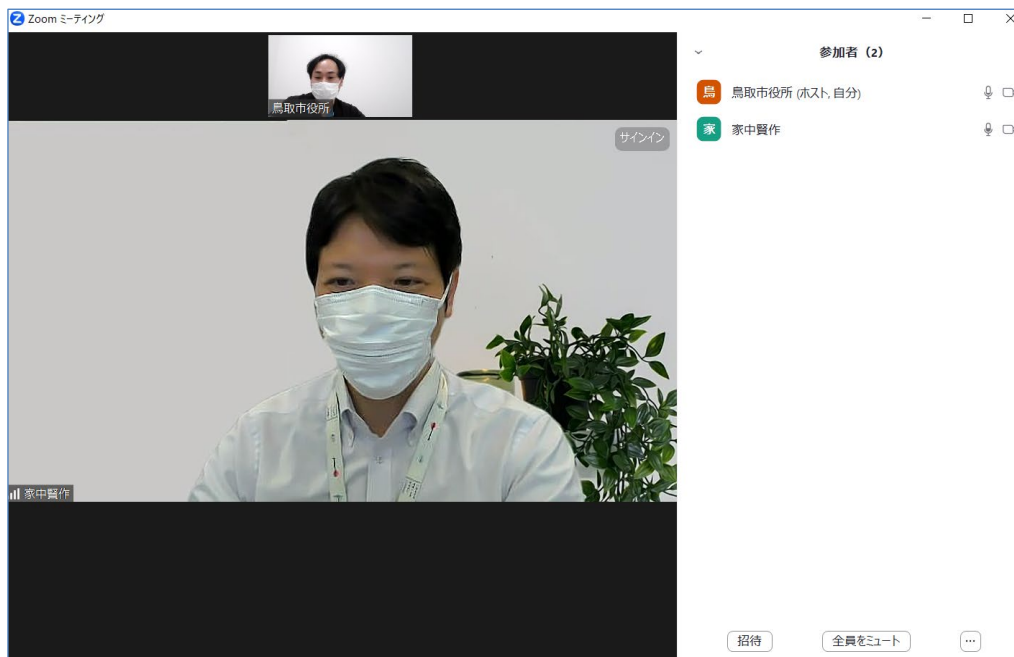 Zoom ミーティング
鳥取市役所
サインイン
家中賢作
参加者 (2)
鳥 鳥取市役所 (ホスト, 自分)
家 家中賢作
招待
全員をミュート
...